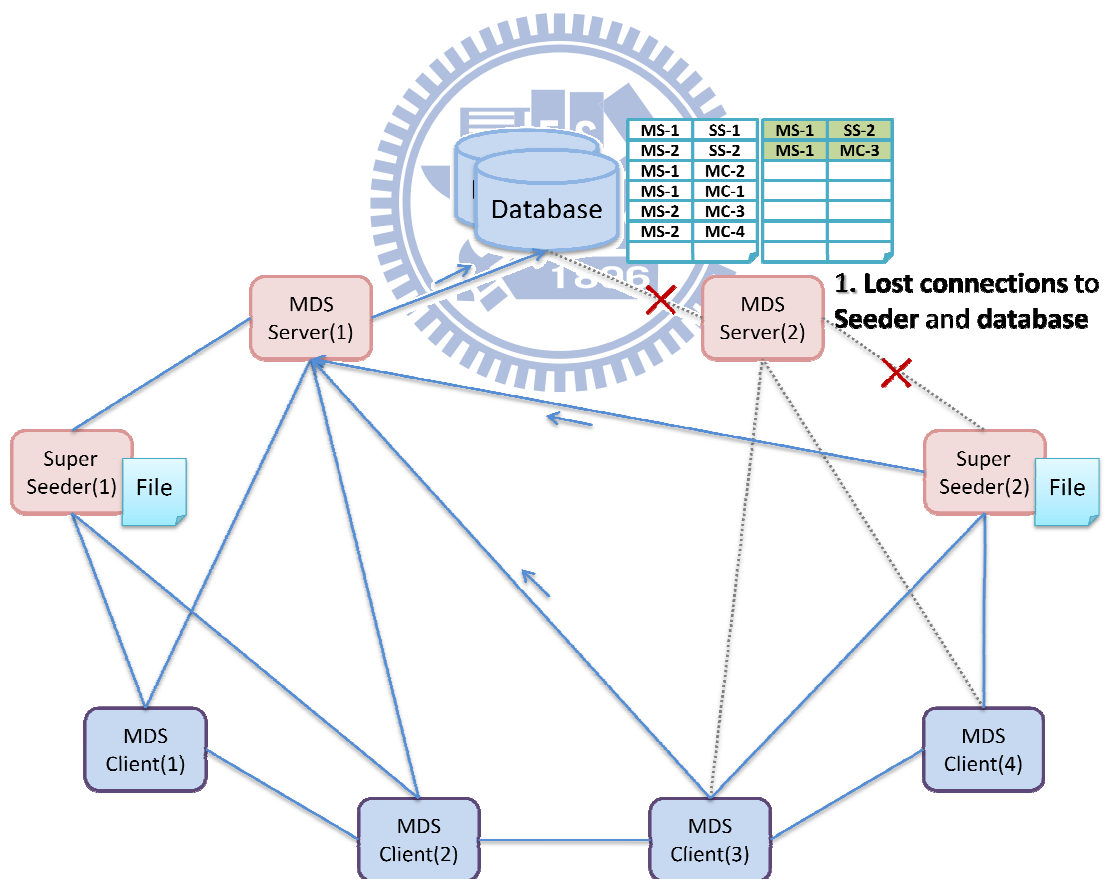 Database
MS-1 SS-1 MS-1 SS-2
MS-2 SS-2 MS-1 MC-3
MS-1 MC-2
MS-1 MC-1
MS-2 MC-3
MS-2 MC-4
1896
MDS
Server(1)
MDS
Server(2)
1. Lost connections to
Seeder and database
Super
Seeder(1)
File
Super
Seeder(2)
File
MDS
Client(1)
MDS
Client(2)
MDS
Client(3)
MDS
Client(4)